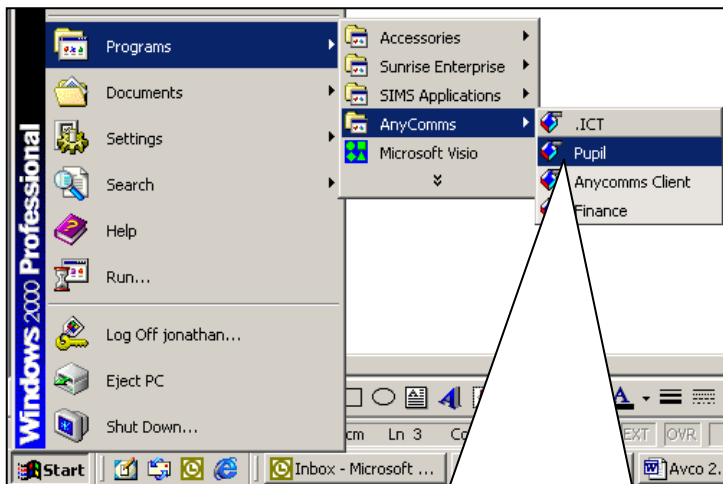 Windows 2000 Professional
Programs
Documents
Settings
Search
Help
Run...
Log Off jonathan...
Eject PC
Shut Down...
Accessories
Sunrise Enterprise
SIMS Applications
AnyComms
Microsoft Visio
.ICT
Pupil
Anycomms Client
Finance
A
cm Ln 3 Co EXT OVR
Start Inbox - Microsoft ... Avco 2.